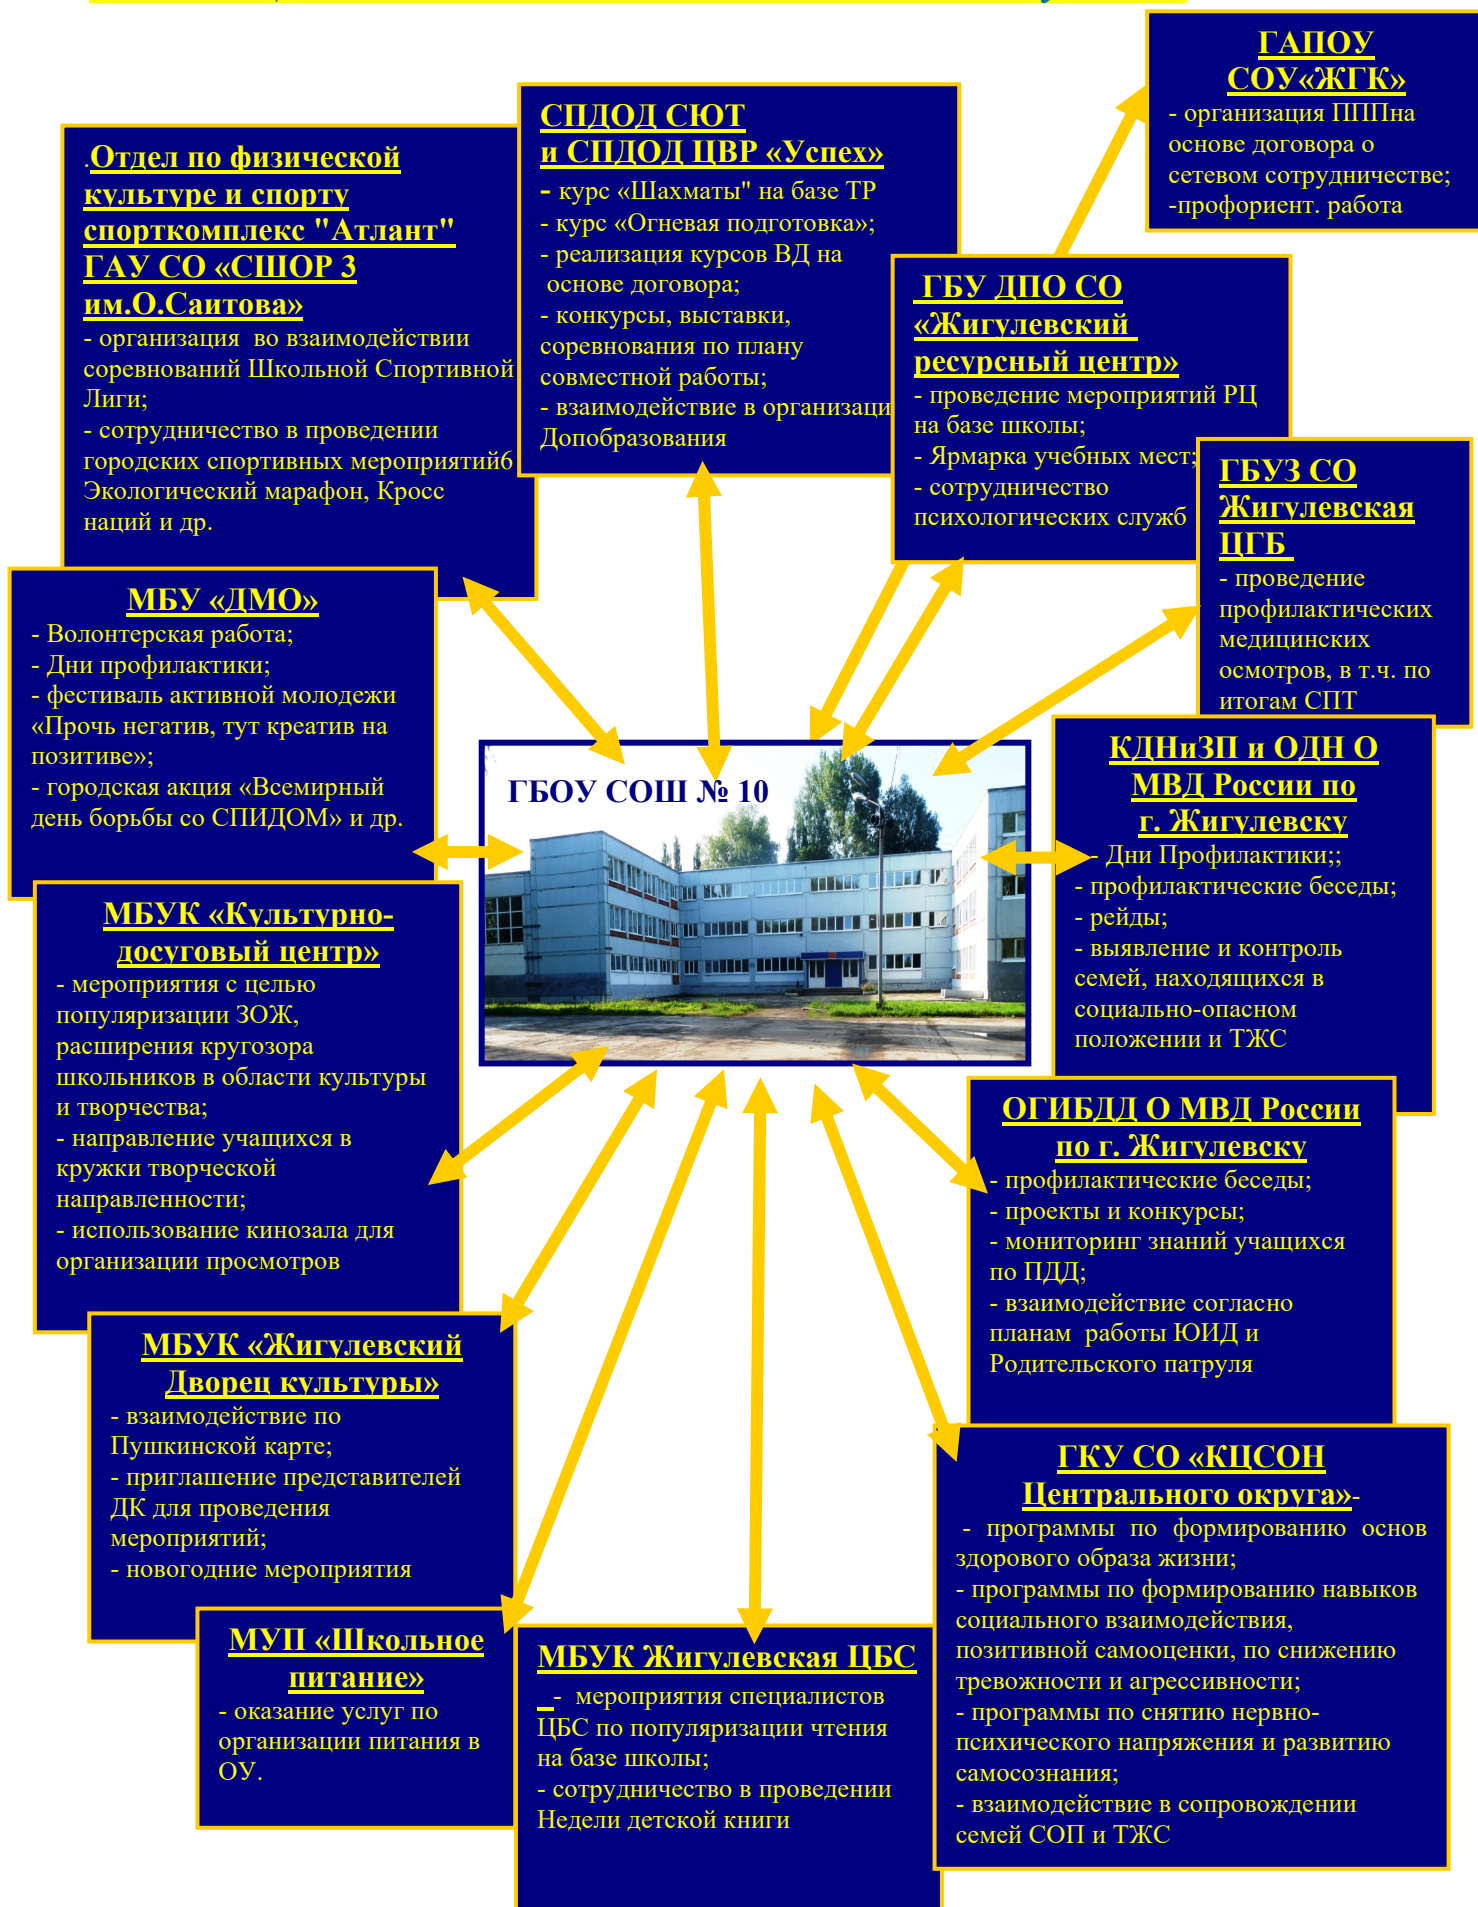 ГАПОУ
СОУ«ЖГК»
- организация ПППна
основе договора о
сетевом сотрудничестве;
-профориент. работа
СПДОД СЮТ
и СПДОД ЦВР «Успех»
- курс «Шахматы" на базе ТР
- курс «Огневая подготовка»;
- реализация курсов ВД на
основе договора;
- конкурсы, выставки,
соревнования по плану
совместной работы;
- взаимодействие в организаци
Допобразования
.Отдел по физической
культуре и спорту
спорткомплекс "Атлант"
ГАУ СО «СШОР 3
им.О.Саитова»
- организация  во взаимодействии
соревнований Школьной Спортивной
Лиги;
- сотрудничество в проведении
городских спортивных мероприятий6
Экологический марафон, Кросс
наций и др.
ГБУ ДПО СО
«Жигулевский
ресурсный центр»
- проведение мероприятий РЦ
на базе школы;
- Ярмарка учебных мест;
- сотрудничество
психологических служб
ГБУЗ СО
Жигулевская
ЦГБ
- проведение
профилактических
медицинских
осмотров, в т.ч. по
итогам СПТ
МБУ «ДМО»
- Волонтерская работа;
- Дни профилактики;
- фестиваль активной молодежи
«Прочь негатив, тут креатив на
позитиве»;
- городская акция «Всемирный
день борьбы со СПИДОМ» и др.
ГБОУ СОШ № 10
КДНиЗП и ОДН О
МВД России по
г. Жигулевску
- Дни Профилактики;;
- профилактические беседы;
- рейды;
- выявление и контроль
семей, находящихся в
социально-опасном
положении и ТЖС
МБУК «Культурно-
досуговый центр»
- мероприятия с целью
популяризации ЗОЖ,
расширения кругозора
школьников в области культуры
и творчества;
- направление учащихся в
кружки творческой
направленности;
- использование кинозала для
организации просмотров
ОГИБДД О МВД России
по г. Жигулевску
- профилактические беседы;
- проекты и конкурсы;
- мониторинг знаний учащихся
по ПДД;
- взаимодействие согласно
планам  работы ЮИД и
Родительского патруля
МБУК «Жигулевский
Дворец культуры»
- взаимодействие по
Пушкинской карте;
- приглашение представителей
ДК для проведения
мероприятий;
- новогодние мероприятия
ГКУ СО «КЦСОН
Центрального округа»-
- программы по формированию основ
здорового образа жизни;
- программы по формированию навыков
социального взаимодействия,
позитивной самооценки, по снижению
тревожности и агрессивности;
- программы по снятию нервно-
психического напряжения и развитию
самосознания;
- взаимодействие в сопровождении
семей СОП и ТЖС
МУП «Школьное
питание»
- оказание услуг по
организации питания в
ОУ.
МБУК Жигулевская ЦБС
_-  мероприятия специалистов
ЦБС по популяризации чтения
на базе школы;
- сотрудничество в проведении
Недели детской книги